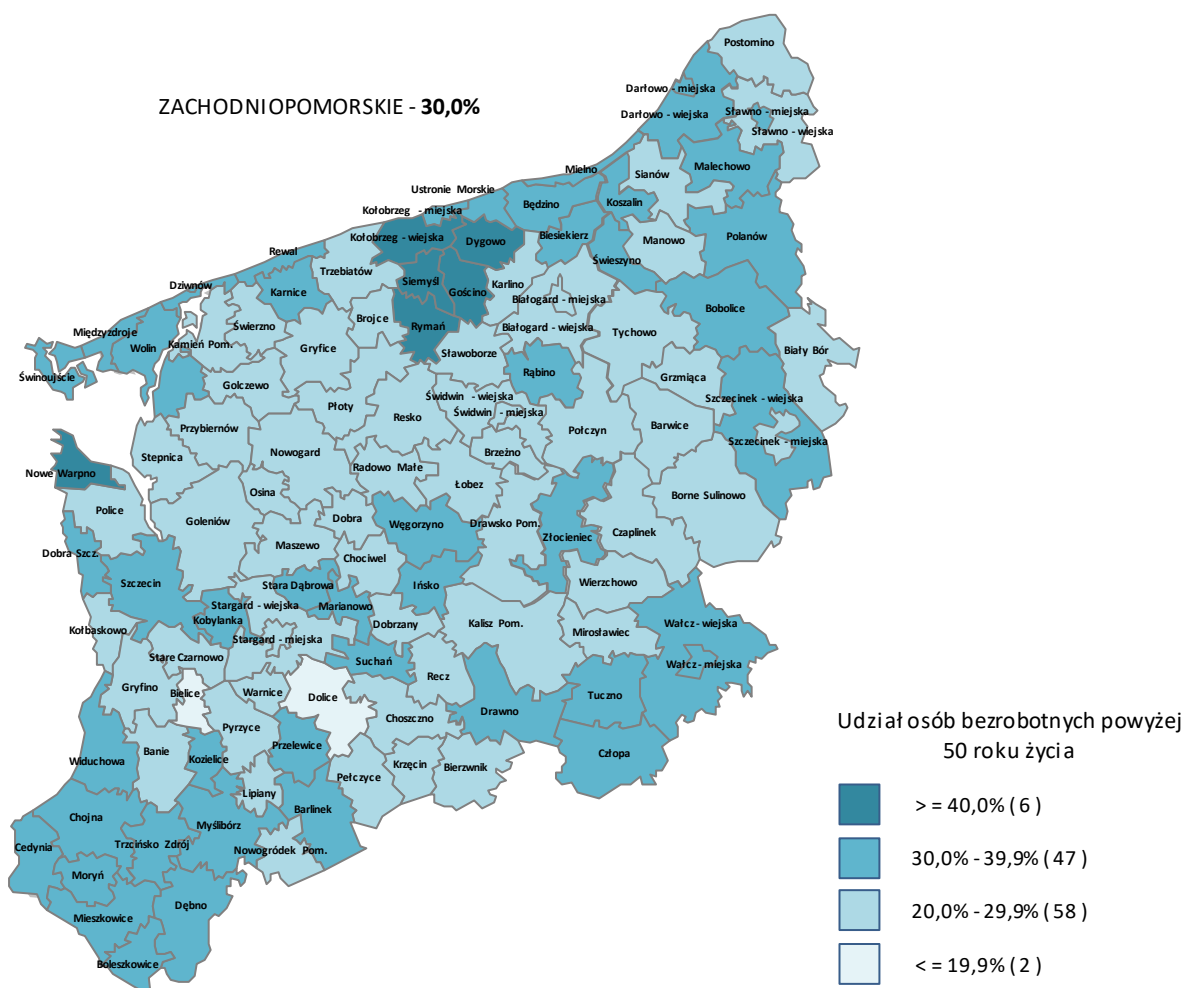 Postomino
ZACHODNIOPOMORSKIE - 30,0%
Darłowo - miejska
Darłowo - wiejska
Sławno - miejska
Sławno - wiejska
Mielno
Sianów
Malechowo
Ustronie Morskie
Kołobrzeg - miejska
Będzino
Koszalin
Kołobrzeg - wiejska
Dygowo
Biesiekierz
Manowo
Polanów
Rewal
Trzebiatów
Świeszyno
Dziwnów
Karnice
Siemyśl
Gościno
Karlino
Białogard - miejska
Bobolice
Międzyzdroje
Świerzno
Brojce
Rymań
Białogard - wiejska
Tychowo
Wolin
Kamień Pom.
Gryfice
Sławoborze
Biały Bór
Świnoujście
Golczewo
Rąbino
Grzmiąca
Płoty
Resko
Świdwin - wiejska
Świdwin - miejska
Szczecinek - wiejska
Przybiernów
Połczyn
Barwice
Szczecinek - miejska
Stepnica
Nowogard
Brzeżno
Nowe Warpno
Radowo Małe
Łobez
Osina
Borne Sulinowo
Police
Goleniów
Dobra
Węgorzyno
Drawsko Pom.
Złocieniec
Czaplinek
Dobra Szcz.
Maszewo
Chociwel
Szczecin
Stara Dąbrowa
Ińsko
Wierzchowo
Stargard - wiejska
Marianowo
Kobylanka
Dobrzany
Kalisz Pom.
Wałcz - wiejska
Kołbaskowo
Stargard - miejska
Mirosławiec
Stare Czarnowo
Suchań
Wałcz - miejska
Gryfino
Bielice
Warnice
Dolice
Recz
Tuczno
Choszczno
Drawno
Pyrzyce
Udział osób bezrobotnych powyżej
50 roku życia
Banie
Kozielice
Przelewice
Człopa
Widuchowa
Krzęcin
Bierzwnik
Pełczyce
Lipiany
> = 40,0% ( 6 )
Chojna
Barlinek
Myślibórz
Cedynia
Trzcińsko Zdrój
Nowogródek Pom.
30,0% - 39,9% ( 47 )
Moryń
Dębno
20,0% - 29,9% ( 58 )
Mieszkowice
Boleszkowice
< = 19,9% ( 2 )